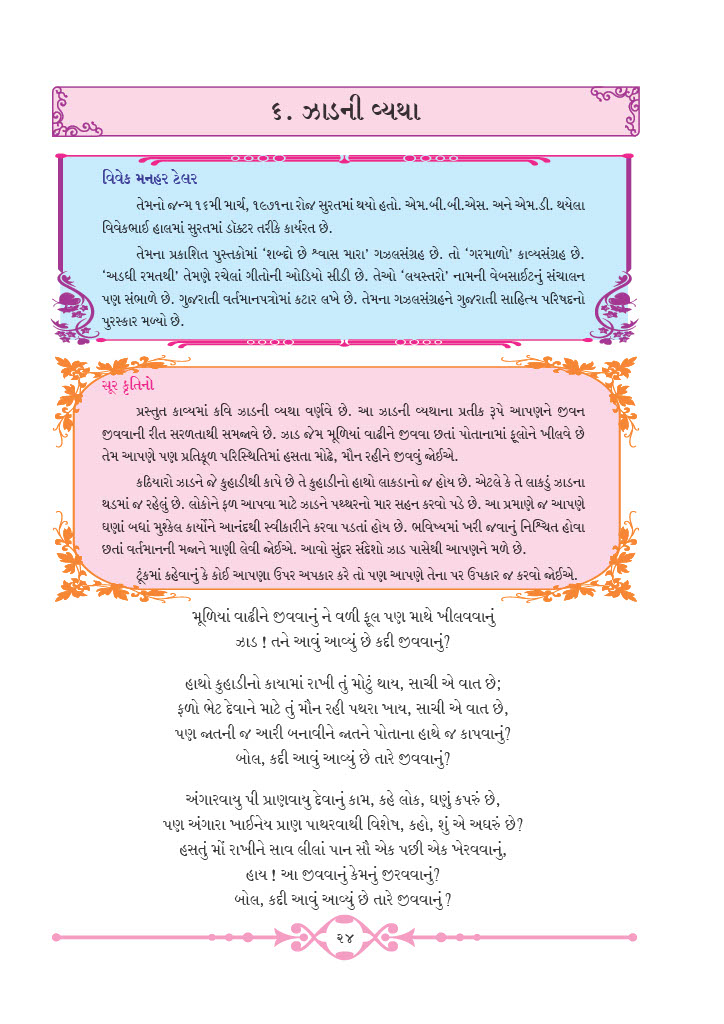 ૬. ઝાડની વ્યથા
વિવેક મનહર ટેલર
તેમનો જન્મ ૧૬મી માર્ચ, ૧૯૭૧ના રોજ સુરતમાં થયો હતો. એમ.બી.બી.એસ. અને એમ.ડી. થયેલા
વિવેકભાઈ હાલમાં સુરતમાં ડૉક્ટર તરીકે કાર્યરત છે.
તેમના પ્રકાશિત પુસ્તકોમાં ‘શબ્દો છે શ્વાસ મારા’ ગઝલસંગ્રહ છે. તો ‘ગરમાળો’ કાવ્યસંગ્રહ છે.
‘અડધી રમતથી’ તેમણે રચેલાં ગીતોની ઓડિયો સીડી છે. તેઓ ‘લયસ્તરો’ નામની વેબસાઈટનું સંચાલન
પણ સંભાળે છે. ગુજરાતી વર્તમાનપત્રોમાં કટાર લખે છે. તેમના ગઝલસંગ્રહને ગુજરાતી સાહિત્ય પરિષદનો
પુરસ્કાર મળ્યો છે.
સૂર કૃતિનો
પ્રસ્તુત કાવ્યમાં કવિ ઝાડની વ્યથા વર્ણવે છે. આ ઝાડની વ્યથાના પ્રતીક રૂપે આપણને જીવન
જીવવાની રીત સરળતાથી સમજાવે છે. ઝાડ જેમ મૂળિયાં વાઢીને જીવવા છતાં પોતાનામાં ફૂલોને ખીલવે છે
તેમ આપણે પણ પ્રતિકૂળ પરિસ્થિતિમાં હસતા મોઢે, મૌન રહીને જીવવું જોઈએ.
કઠિયારો ઝાડને જે કુહાડીથી કાપે છે તે કુહાડીનો હાથો લાકડાનો જ હોય છે. એટલે કે તે લાકડું ઝાડના
થડમાં જ રહેલું છે. લોકોને ફળ આપવા માટે ઝાડને પથ્થરનો માર સહન કરવો પડે છે. આ પ્રમાણે જ આપણે
ઘણાં બધાં મુશ્કેલ કાર્યોને આનંદથી સ્વીકારીને કરવા પડતાં હોય છે. ભવિષ્યમાં ખરી જવાનું નિશ્ચિત હોવા
છતાં વર્તમાનની મજાને માણી લેવી જોઈએ. આવો સુંદર સંદેશો ઝાડ પાસેથી આપણને મળે છે.
ટૂંકમાં કહેવાનું કે કોઈ આપણા ઉપર અપકાર કરે તો પણ આપણે તેના પર ઉપકાર જ કરવો જોઈએ.
મૂળિયાં વાઢીને જીવવાનું ને વળી ફૂલ પણ માથે ખીલવવાનું
ઝાડ ! તને આવું આવ્યું છે કદી જીવવાનું?
હાથો કુહાડીનો કાયામાં રાખી તું મોટું થાય, સાચી એ વાત છે;
ફળો ભેટ દેવાને માટે તું મૌન રહી પથરા ખાય, સાચી એ વાત છે,
પણ જાતની જ આરી બનાવીને જાતને પોતાના હાથે જ કાપવાનું?
બોલ, કદી આવું આવ્યું છે તારે જીવવાનું?
અંગારવાયુ પી પ્રાણવાયુ દેવાનું કામ, કહે લોક, ઘણું કપરું છે,
પણ અંગારા ખાઈનેય પ્રાણ પાથરવાથી વિશેષ, કહો, શું એ અઘરું છે?
હસતું મોં રાખીને સાવ લીલાં પાન સૌ એક પછી એક ખેરવવાનું,
હાય ! આ જીવવાનું કેમનું જીરવવાનું?
બોલ, કદી આવું આવ્યું છે તારે જીવવાનું ?
૨૪